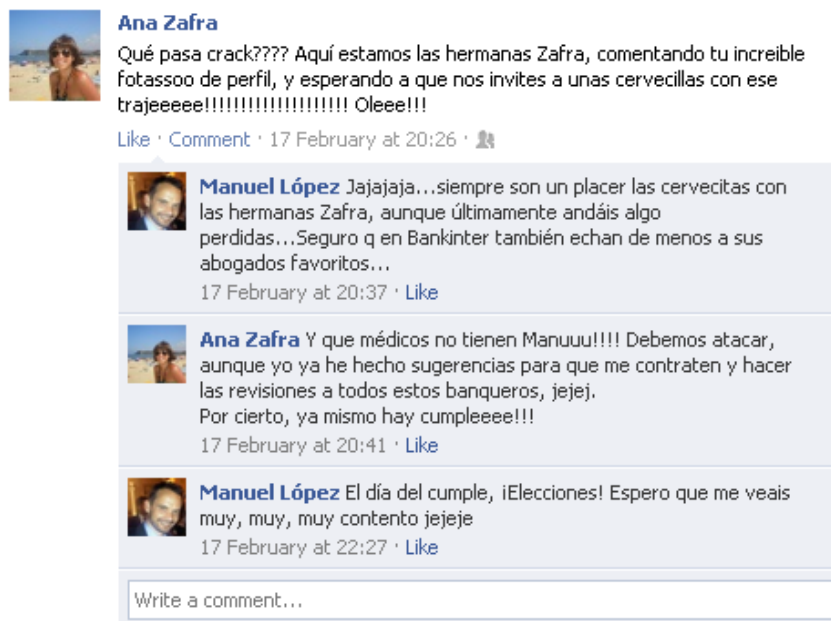 Ana Zafra
Qué pasa crack???? Aquí estamos las hermanas Zafra, comentando tu increible
fotassoo de perfil, y esperando a que nos invites a unas cervecillas con ese
trajeeeee!!!!!!!!!!!!!!!!!!!! Oleee!!!
Like · Comment · 17 February at 20:26 ·
Manuel López Jajajaja...siempre son un placer las cervecitas con
las hermanas Zafra, aunque últimamente andáis algo
perdidas...Seguro q en Bankinter también echan de menos a sus
abogados favoritos...
17 February at 20:37 · Like
Ana Zafra Y que médicos no tienen Manuuu!!!! Debemos atacar,
aunque yo ya he hecho sugerencias para que me contraten y hacer
las revisiones a todos estos banqueros, jejej.
Por cierto, ya mismo hay cumpleeee!!!
17 February at 20:41 · Like
Manuel López El día del cumple, ¡Elecciones! Espero que me veais
muy, muy, muy contento jejeje
17 February at 22:27 · Like
Write a comment...